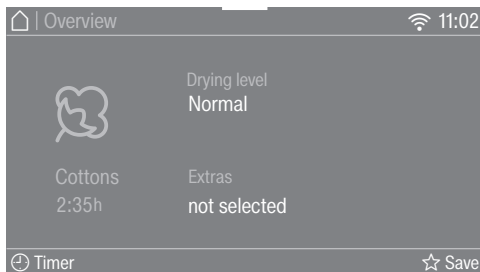 | Overview 11:02
Drying level
Normal
Cottons
2:35h
Extras
not selected
Timer Save